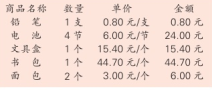 商品名称 数量 单价 金额
铅笔 1支 0.80元/支 0.80元
电池 4节 6.00元/节 24.00元
文具盒 1个 15.40元/个 15.40元
书包 1个 44.70元/个 44.70元
面包 2个 3.00元/个 6.00元